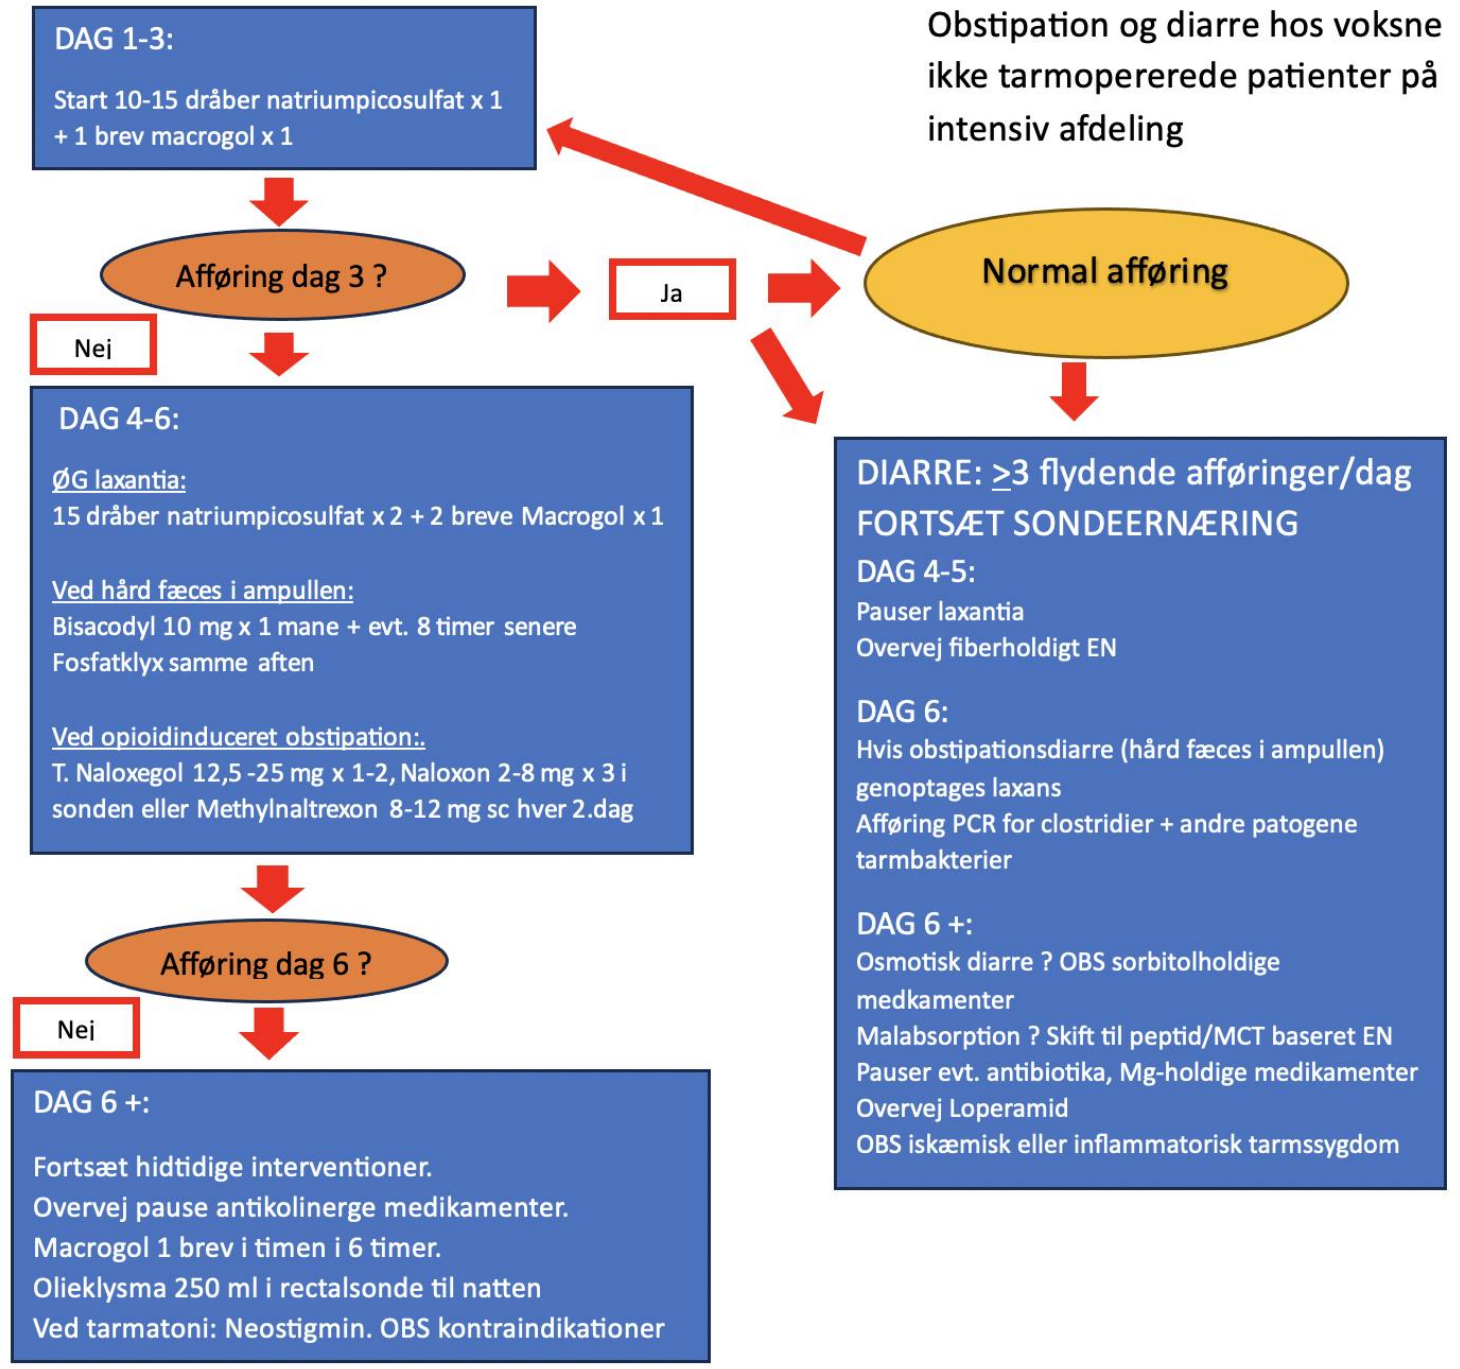 Obstipation og diarre hos voksne
ikke tarmopererede patienter på
intensiv afdeling
DAG 1-3:
Start 10-15 dråber natriumpicosulfat x 1
+ 1 brev macrogol x 1
Afføring dag 3 ?
Ja
Normal afføring
Nej
DAG 4-6:
ØG laxantia:
15 dråber natriumpicosulfat x 2 + 2 breve Macrogol x 1
Ved hård fæces i ampullen:
Bisacodyl 10 mg x 1 mane + evt. 8 timer senere
Fosfatklyx samme aften
Ved opioidinduceret obstipation:.
T. Naloxegol 12,5 -25 mg x 1-2, Naloxon 2-8 mg x 3 i
sonden eller Methylnaltrexon 8-12 mg sc hver 2.dag
Afføring dag 6 ?
Nej
DAG 6 +:
Fortsæt hidtidige interventioner.
Overvej pause antikolinerge medikamenter.
Macrogol 1 brev i timen i 6 timer.
Olieklysma 250 ml i rectalsonde til natten
Ved tarmatoni: Neostigmin. OBS kontraindikationer
DIARRE: >3 flydende afføringer/dag
FORTSÆT SONDEERNÆRING
DAG 4-5:
Pauser laxantia
Overvej fiberholdigt EN
DAG 6:
Hvis obstipationsdiarre (hård fæces i ampullen)
genoptages laxans
Afføring PCR for clostridier + andre patogene
tarmbakterier
DAG 6 +:
Osmotisk diarre ? OBS sorbitolholdige
medkamenter
Malabsorption ? Skift til peptid/MCT baseret EN
Pauser evt. antibiotika, Mg-holdige medikamenter
Overvej Loperamid
OBS iskæmisk eller inflammatorisk tarmssygdom